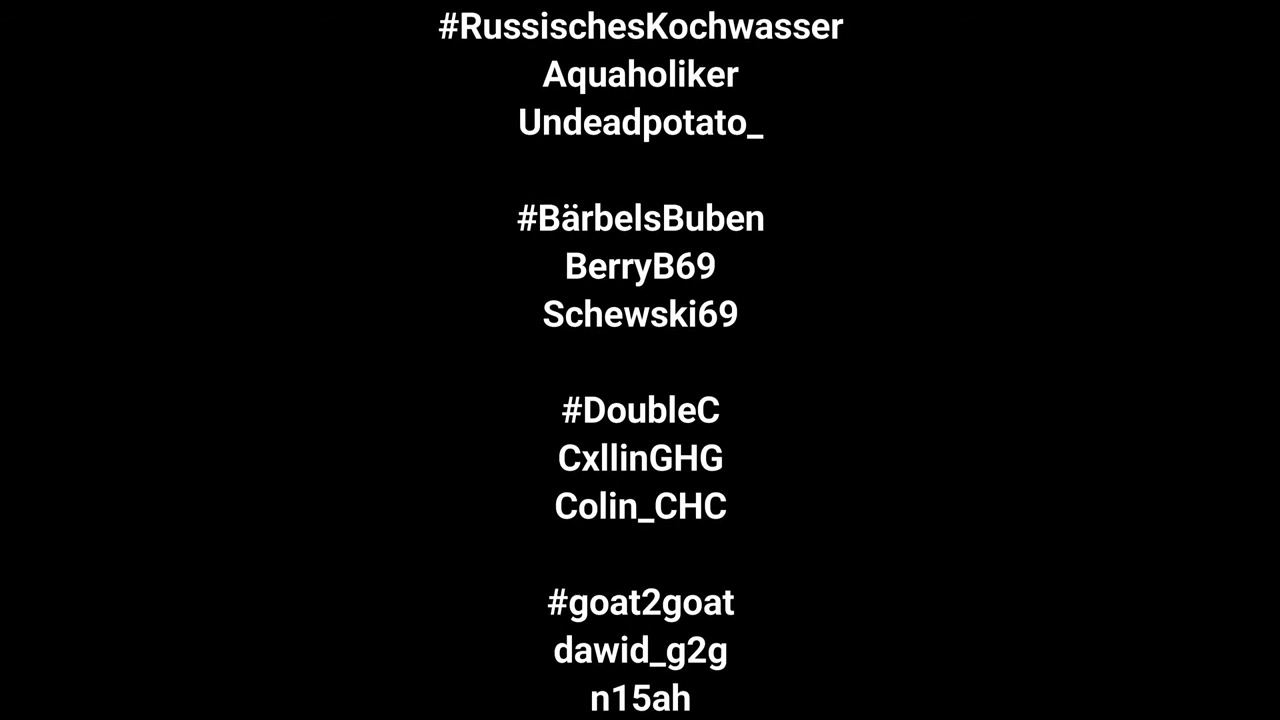 #RussischesKochwasser
Aquaholiker
Undeadpotato_
#BärbelsBuben
BerryB69
Schewski69
#DoubleC
CxllinGHG
Colin_CHC
#goat2goat
dawid_g2g
n15ah